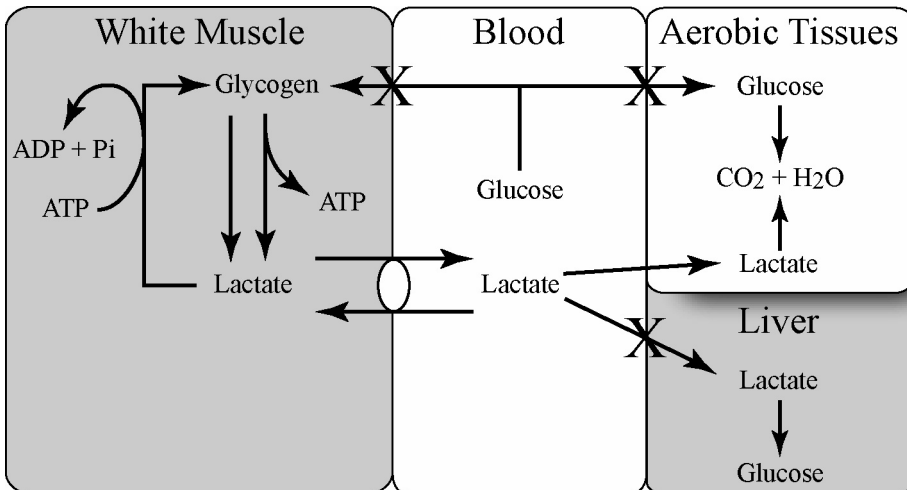 White Muscle
Blood
Aerobic Tissues
Glycogen
X
X
Glucose
ADP + Pi
CO2 + H2O
Glucose
ATP
ATP
Lactate
Lactate
Lactate
X
Liver
Lactate
Glucose